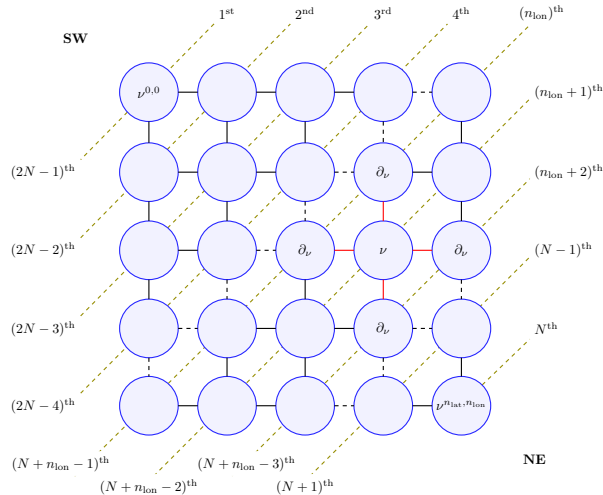 1ˢᵗ 2ⁿᵈ 3ʳᵈ 4ᵗʰ (n_lon)ᵗʰ
SW
ν⁰,⁰ (n_lon + 1)ᵗʰ
(2N − 1)ᵗʰ ∂_ν (n_lon + 2)ᵗʰ
(2N − 2)ᵗʰ ∂_ν ν ∂_ν (N − 1)ᵗʰ
(2N − 3)ᵗʰ ∂_ν Nᵗʰ
(2N − 4)ᵗʰ ν^{n_lat, n_lon}
(N + n_lon − 1)ᵗʰ (N + n_lon − 3)ᵗʰ NE
(N + n_lon − 2)ᵗʰ (N + 1)ᵗʰ